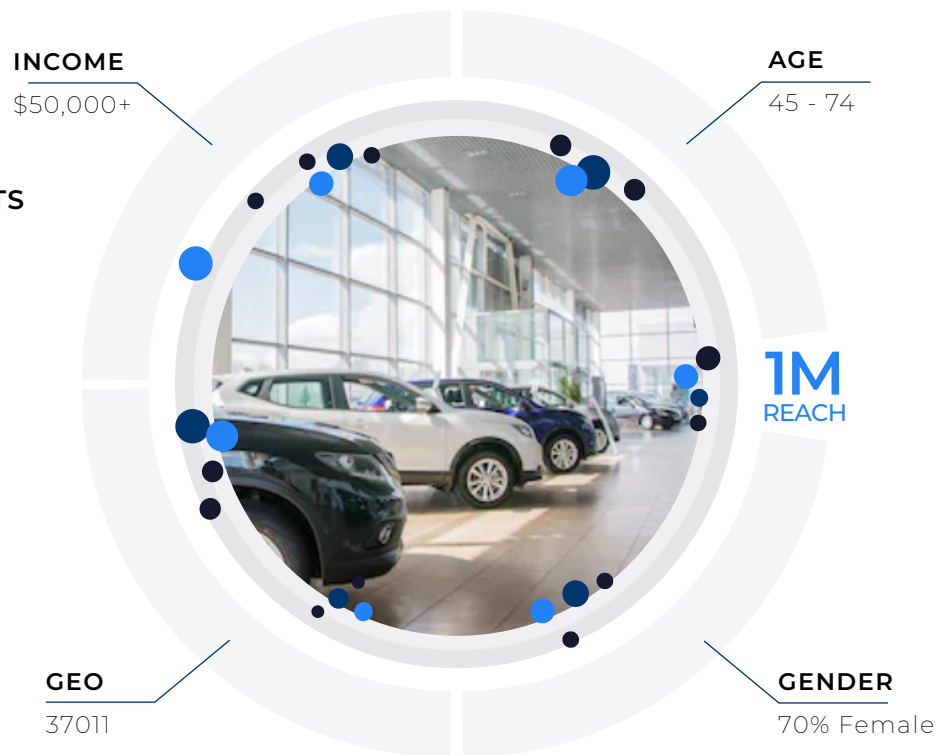 INCOME
$50,000+
AGE
45 - 74
TS
1M
REACH
GEO
37011
GENDER
70% Female